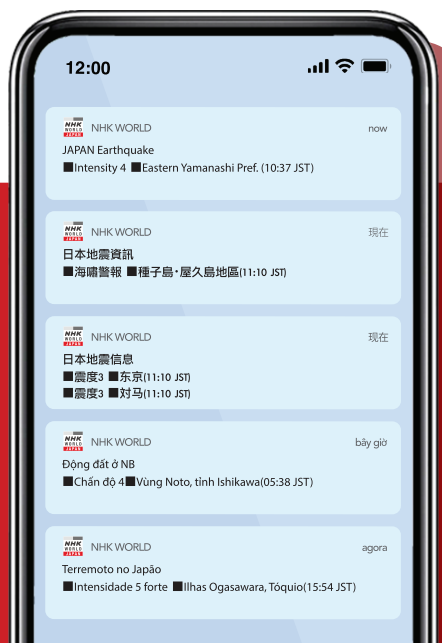 12:00
NHK WORLD JAPAN NHK WORLD now
JAPAN Earthquake
■Intensity 4 ■Eastern Yamanashi Pref. (10:37 JST)
NHK WORLD JAPAN NHK WORLD 現在
日本地震資訊
■海嘯警報 ■種子島･屋久島地區(11:10 JST)
NHK WORLD JAPAN NHK WORLD 现在
日本地震信息
■震度3 ■东京(11:10 JST)
■震度3 ■対马(11:10 JST)
NHK WORLD JAPAN NHK WORLD bây giờ
Động đất ở NB
■Chấn độ 4■Vùng Noto, tỉnh Ishikawa(05:38 JST)
NHK WORLD JAPAN NHK WORLD agora
Terremoto no Japão
■Intensidade 5 forte ■Ilhas Ogasawara, Tóquio(15:54 JST)